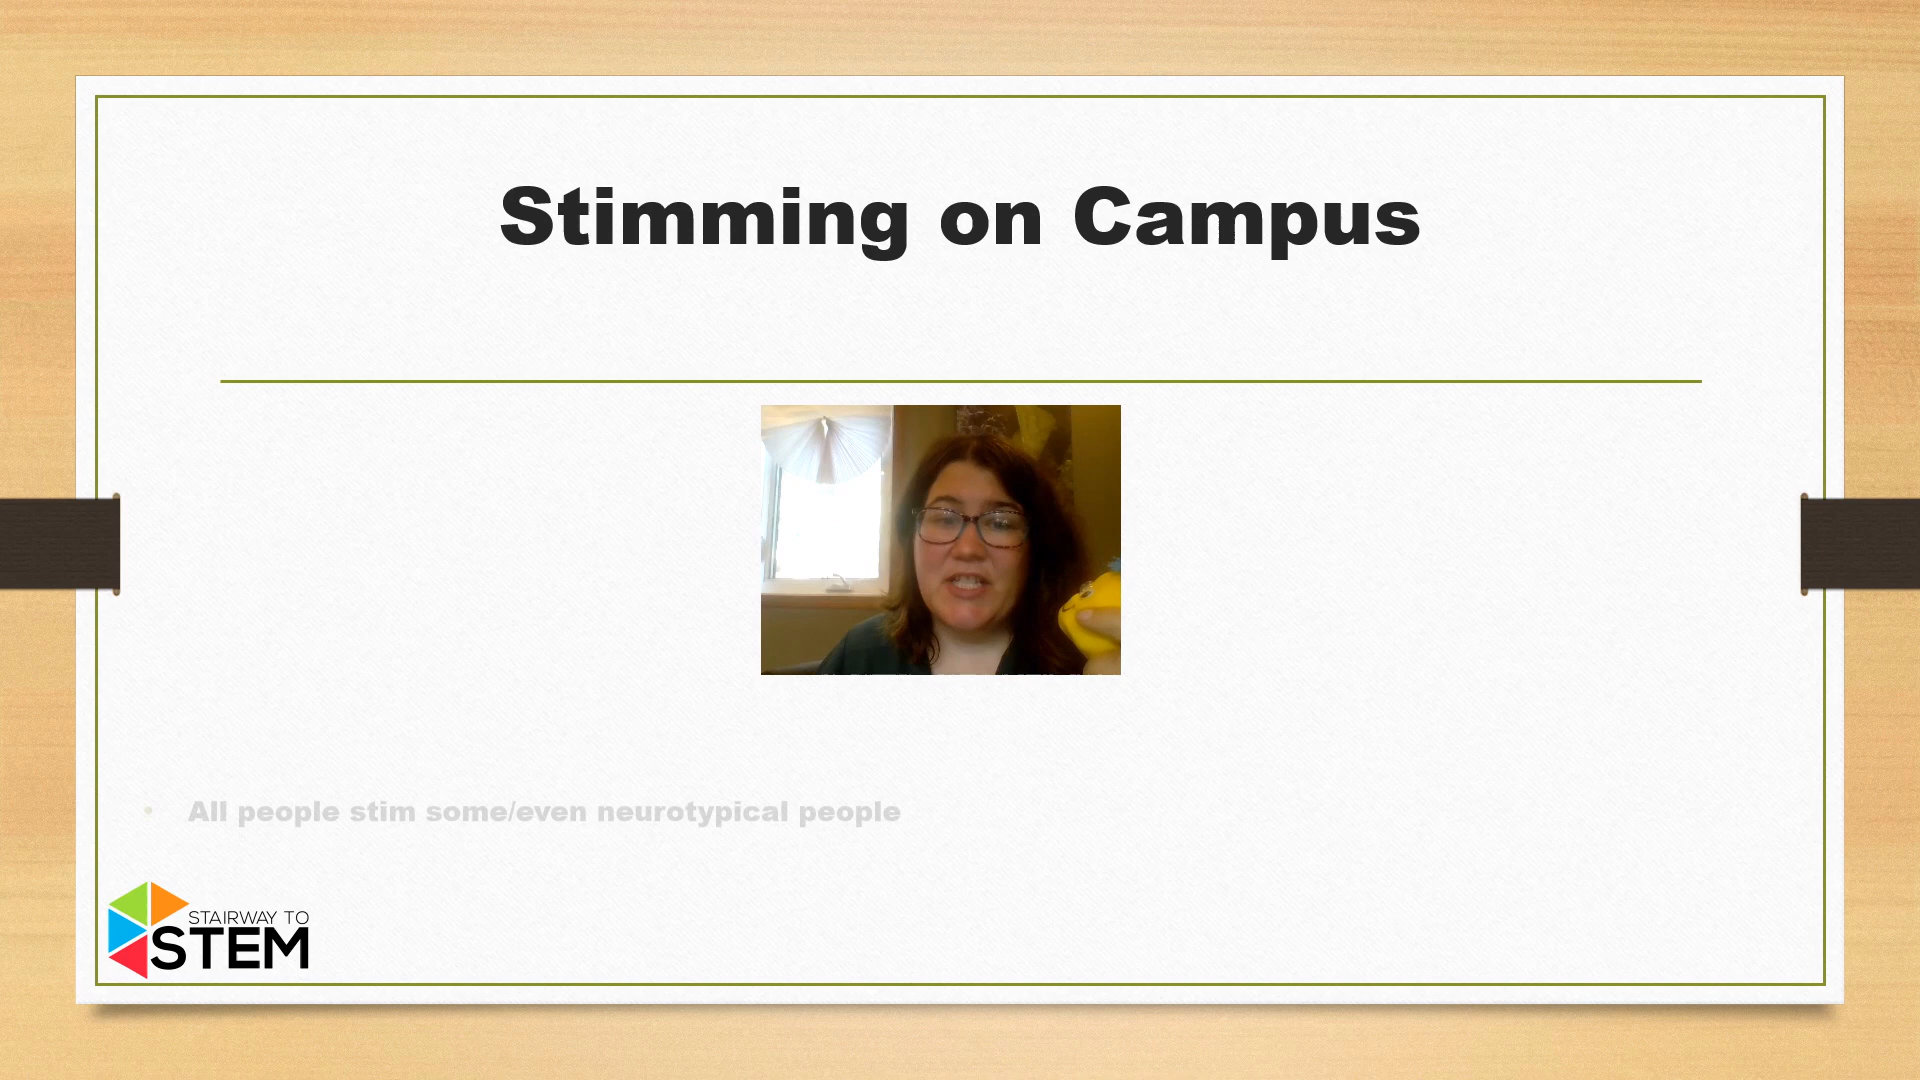 Stimming on Campus
• All people stim some/even neurotypical people
STAIRWAY TO
STEM